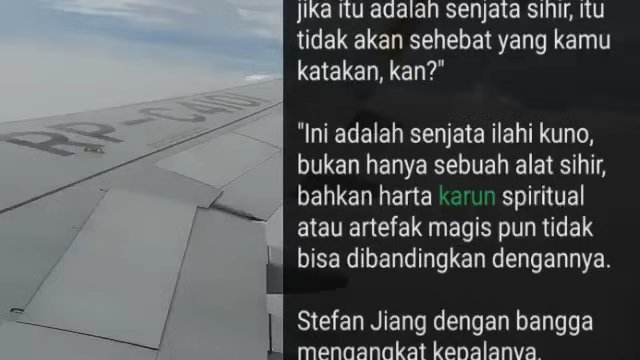 jika itu adalah senjata sihir, itu
tidak akan sehebat yang kamu
katakan, kan?"
"Ini adalah senjata ilahi kuno,
bukan hanya sebuah alat sihir,
bahkan harta karun spiritual
atau artefak magis pun tidak
bisa dibandingkan dengannya.
Stefan Jiang dengan bangga
mengangkat kepalanya.